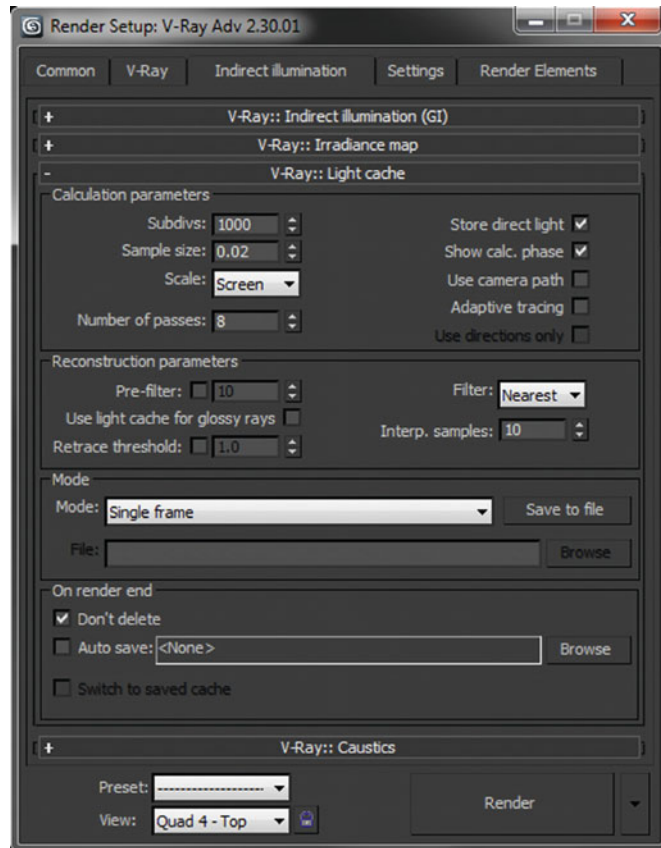 Render Setup: V-Ray Adv 2.30.01
Common V-Ray Indirect illumination Settings Render Elements
+ V-Ray:: Indirect illumination (GI)
+ V-Ray:: Irradiance map
- V-Ray:: Light cache
Calculation parameters
Subdivs: 1000 Store direct light
Sample size: 0.02 Show calc. phase
Scale: Screen Use camera path
Adaptive tracing
Number of passes: 8
Use directions only
Reconstruction parameters
Pre-filter: 10 Filter: Nearest
Use light cache for glossy rays Interp. samples: 10
Retrace threshold: 1.0
Mode
Mode: Single frame Save to file
File: Browse
On render end
Don't delete
Auto save: <None> Browse
Switch to saved cache
+ V-Ray:: Caustics
Preset: -------------------
Render
View: Quad 4 - Top